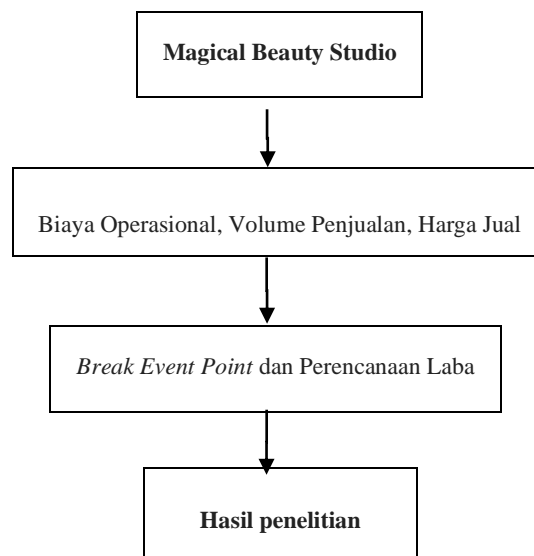 Magical Beauty Studio
Biaya Operasional, Volume Penjualan, Harga Jual
Break Event Point dan Perencanaan Laba
Hasil penelitian